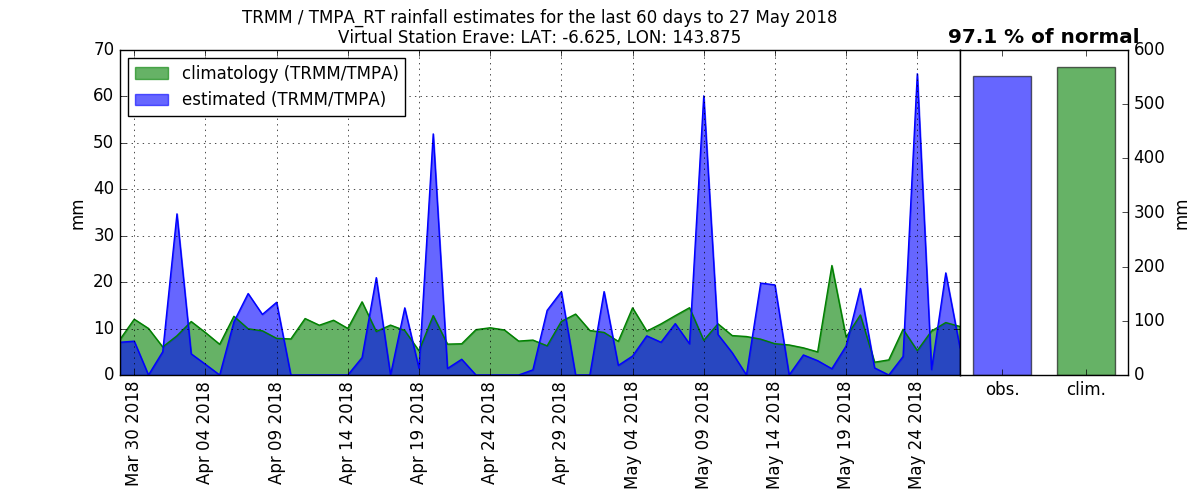 TRMM / TMPA_RT rainfall estimates for the last 60 days to 27 May 2018
Virtual Station Erave: LAT: -6.625, LON: 143.875
97.1 % of normal
climatology (TRMM/TMPA)
estimated (TRMM/TMPA)
70
60
50
40
30
20
10
0
mm
Mar 30 2018
Apr 04 2018
Apr 09 2018
Apr 14 2018
Apr 19 2018
Apr 24 2018
Apr 29 2018
May 04 2018
May 09 2018
May 14 2018
May 19 2018
May 24 2018
obs.
clim.
600
500
400
300
200
100
0
mm